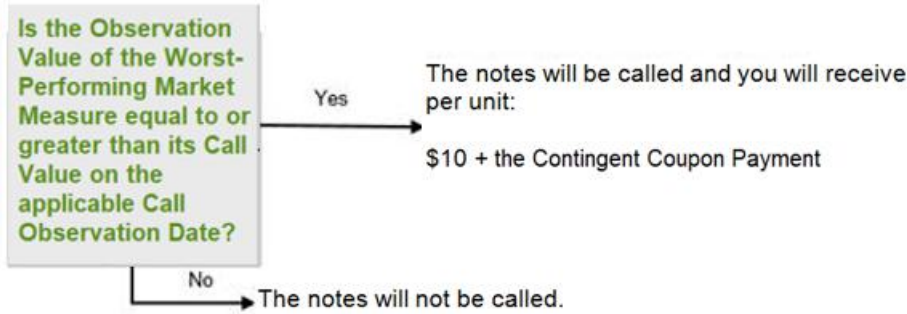 Is the Observation
Value of the Worst-
Performing Market
Measure equal to or
greater than its Call
Value on the
applicable Call
Observation Date?
Yes
The notes will be called and you will receive
per unit:
$10 + the Contingent Coupon Payment
No
The notes will not be called.